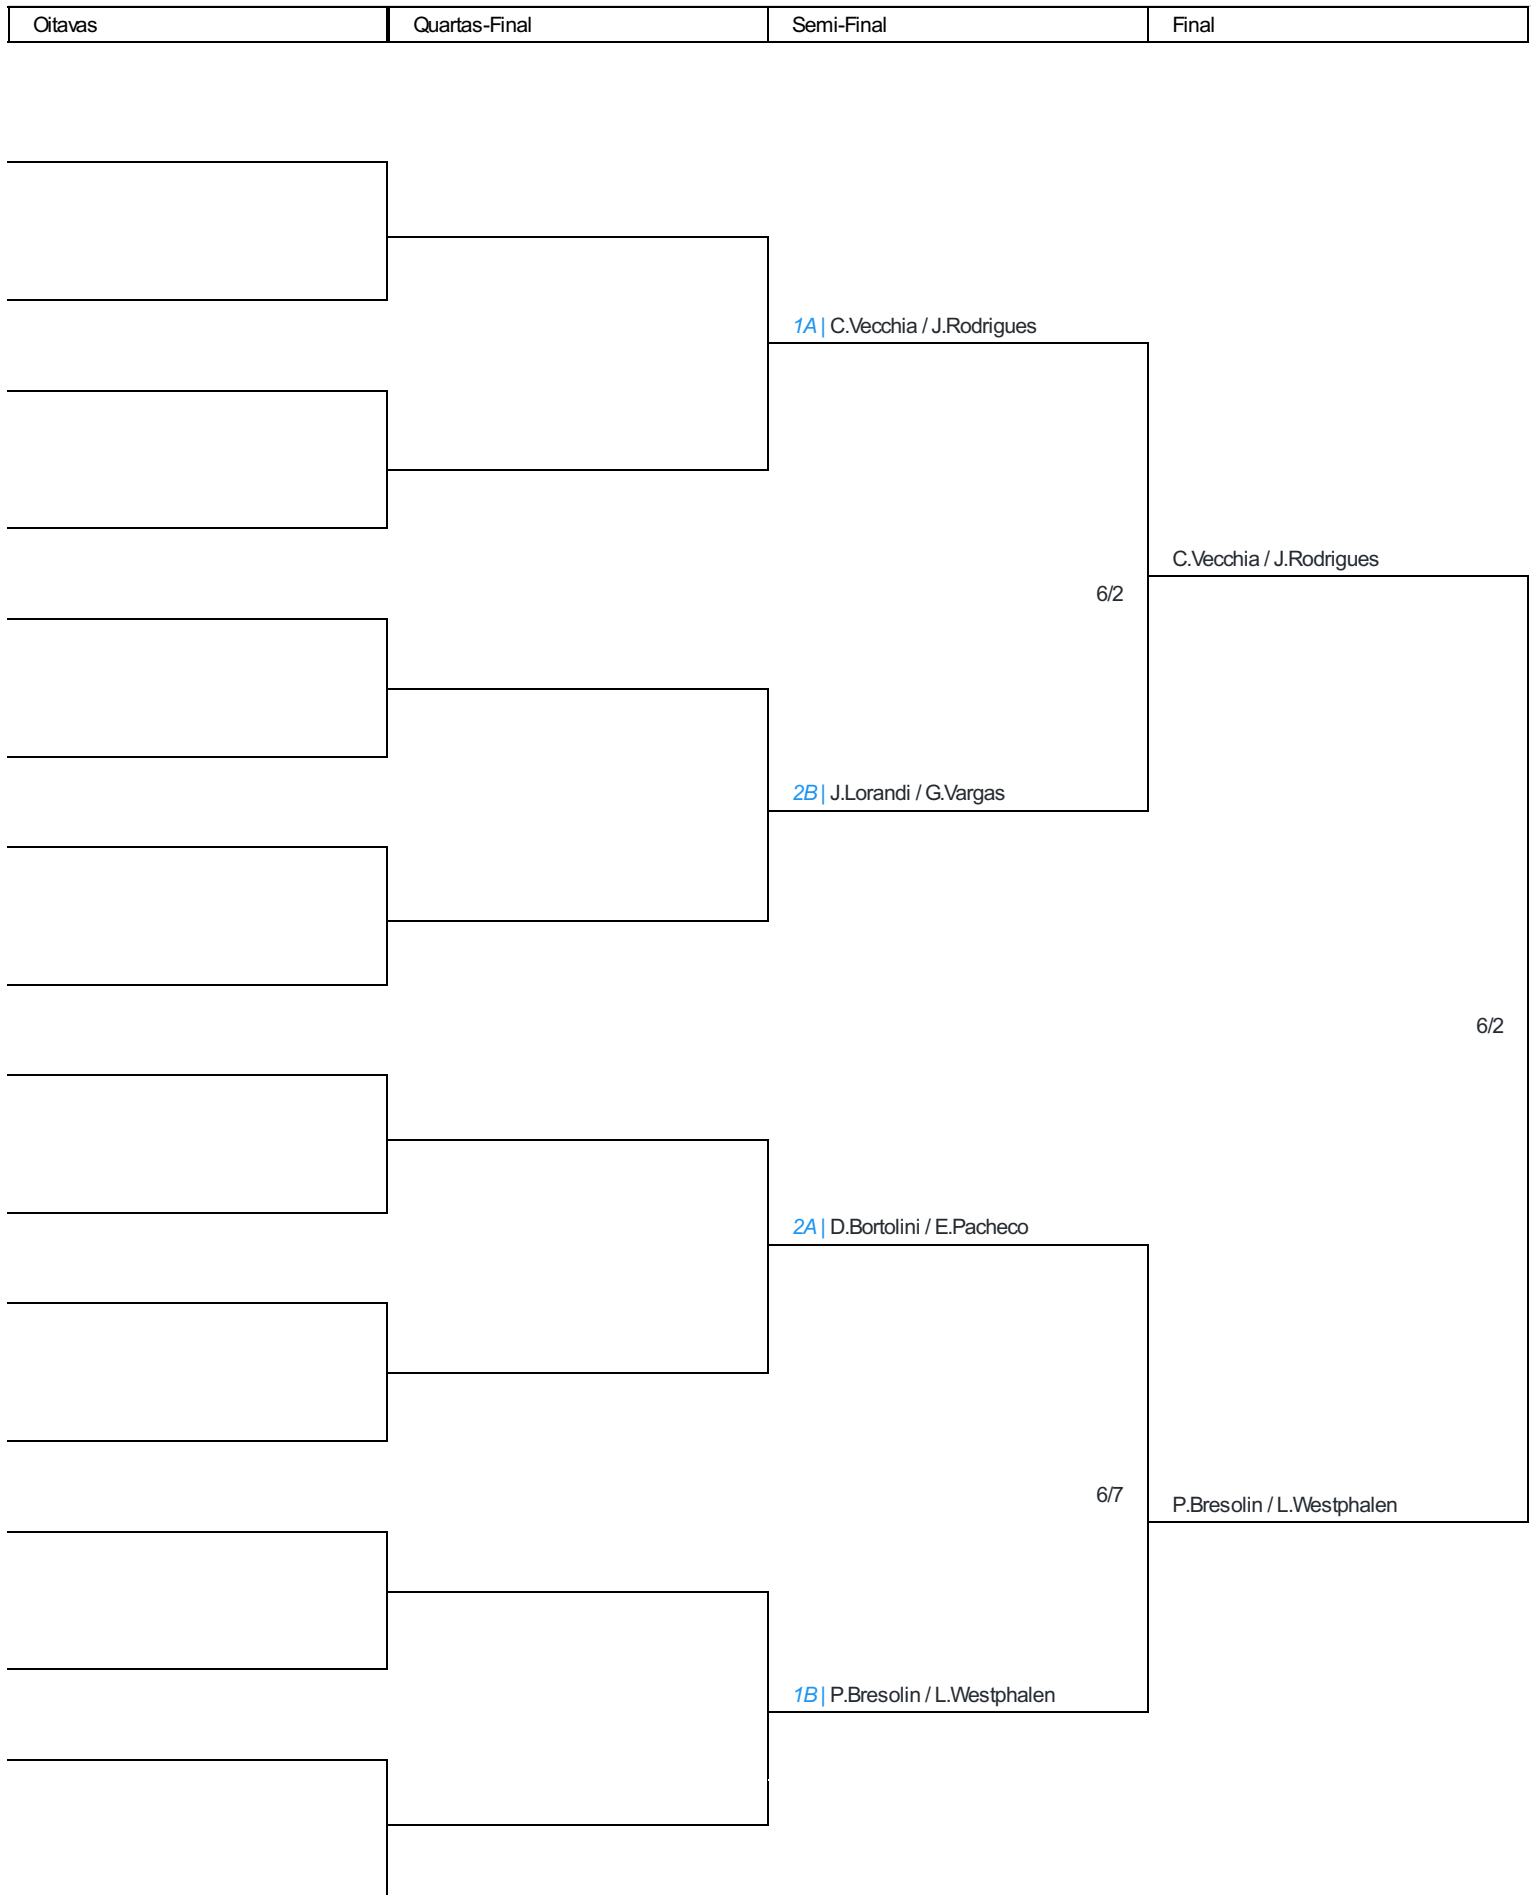 Oitavas
Quartas-Final
Semi-Final
Final
1A | C.Vecchia / J.Rodrigues
C.Vecchia / J.Rodrigues
6/2
2B | J.Lorandi / G.Vargas
6/2
2A | D.Bortolini / E.Pacheco
6/7
P.Bresolin / L.Westphalen
1B | P.Bresolin / L.Westphalen